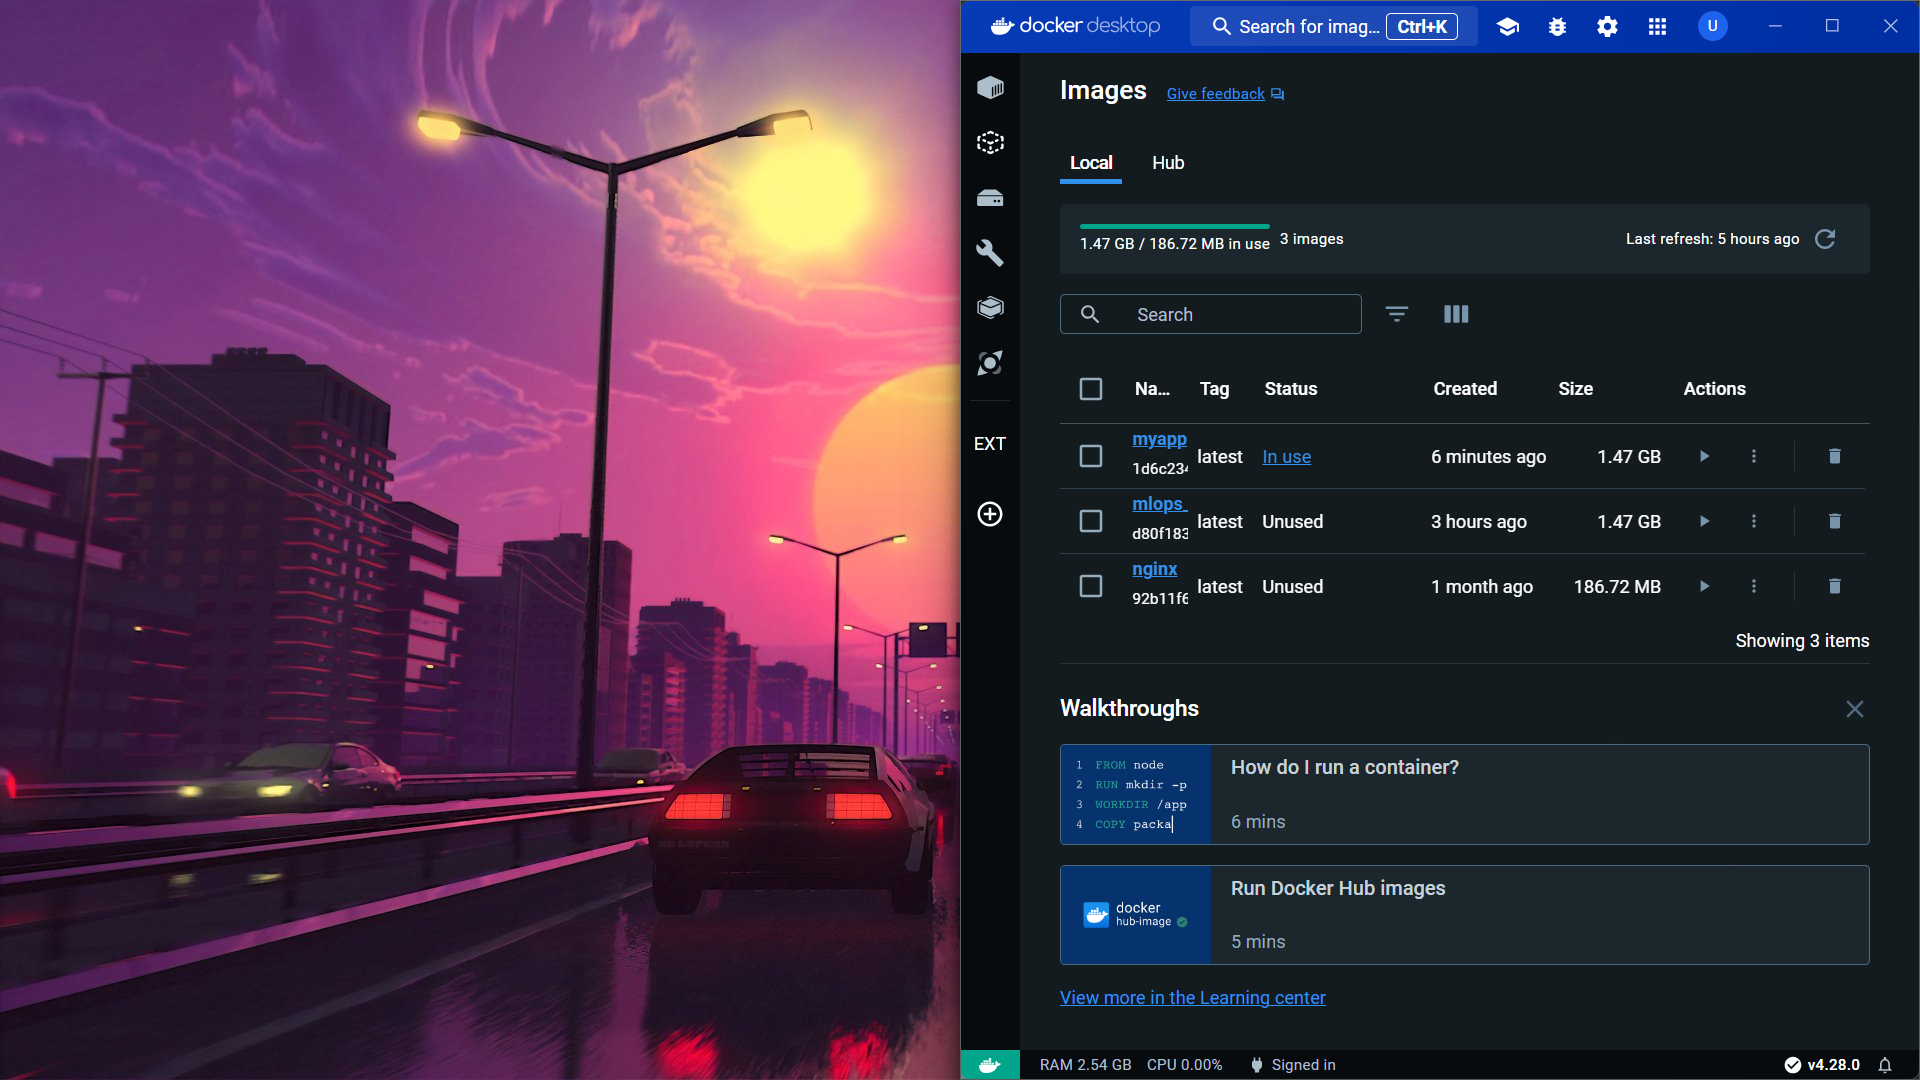 docker desktop
Search for imag... Ctrl+K
U
Images Give feedback
Local Hub
1.47 GB / 186.72 MB in use 3 images Last refresh: 5 hours ago
Search
Na... Tag Status Created Size Actions
myapp
1d6c234 latest In use 6 minutes ago 1.47 GB
mlops_
d80f183 latest Unused 3 hours ago 1.47 GB
nginx
92b11f6 latest Unused 1 month ago 186.72 MB
EXT
Showing 3 items
Walkthroughs
1 FROM node
2 RUN mkdir -p
3 WORKDIR /app
4 COPY packa
How do I run a container?
6 mins
docker
hub-image
Run Docker Hub images
5 mins
View more in the Learning center
RAM 2.54 GB CPU 0.00% Signed in v4.28.0